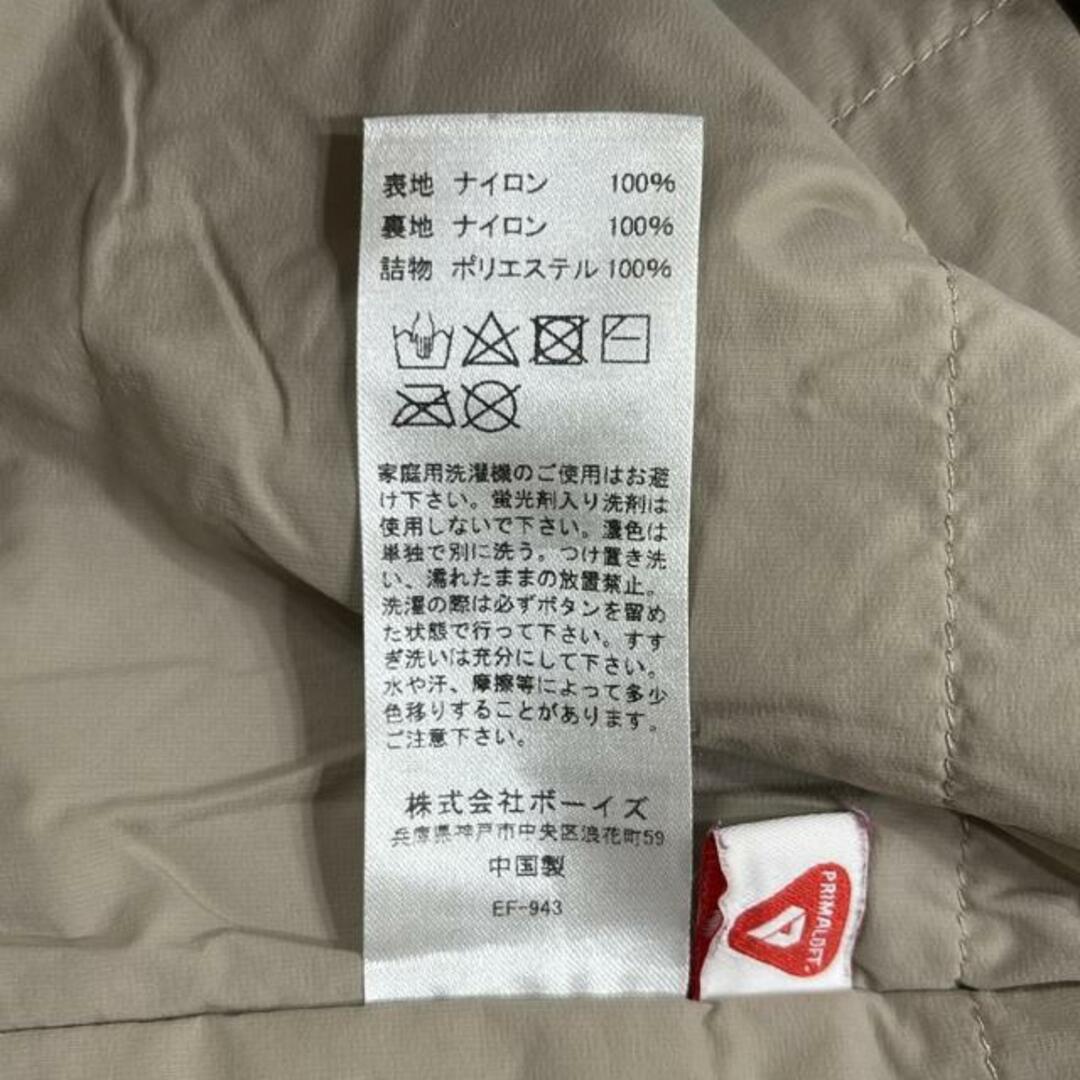 表地 ナイロン 100%
裏地 ナイロン 100%
詰物 ポリエステル 100%
家庭用洗濯機のご使用はお避
け下さい。蛍光剤入り洗剤は
使用しないで下さい。濃色は
単独で別に洗う。つけ置き洗
い、濡れたままの放置禁止。
洗濯の際は必ずボタンを留め
た状態で行って下さい。すす
ぎ洗いは充分にして下さい。
水や汗、摩擦等によって多少
色移りすることがあります。
ご注意下さい。
株式会社ボーイズ
兵庫県神戸市中央区浪花町59
中国製
EF-943
PRIMALOFT